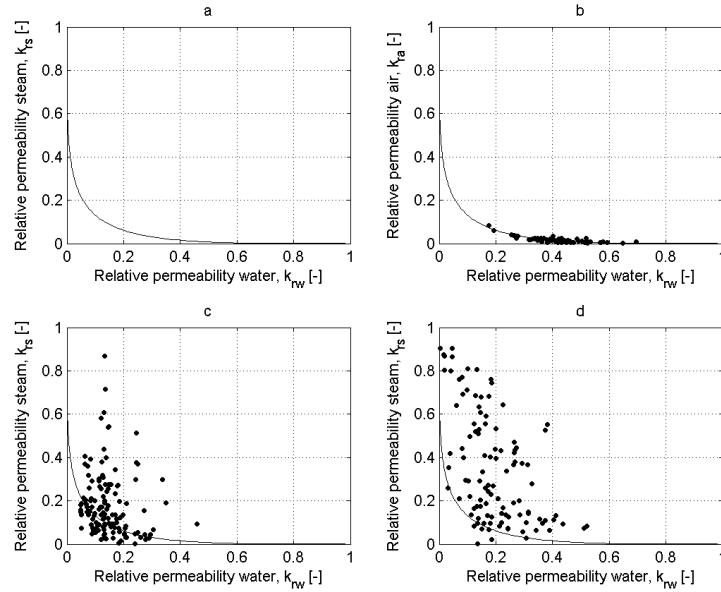 a
Relative permeability steam, k_rs [-]
1
0.8
0.6
0.4
0.2
0
0 0.2 0.4 0.6 0.8 1
Relative permeability water, k_rw [-]
b
Relative permeability air, k_ra [-]
1
0.8
0.6
0.4
0.2
0
0 0.2 0.4 0.6 0.8 1
Relative permeability water, k_rw [-]
c
Relative permeability steam, k_rs [-]
1
0.8
0.6
0.4
0.2
0
0 0.2 0.4 0.6 0.8 1
Relative permeability water, k_rw [-]
d
Relative permeability steam, k_rs [-]
1
0.8
0.6
0.4
0.2
0
0 0.2 0.4 0.6 0.8 1
Relative permeability water, k_rw [-]